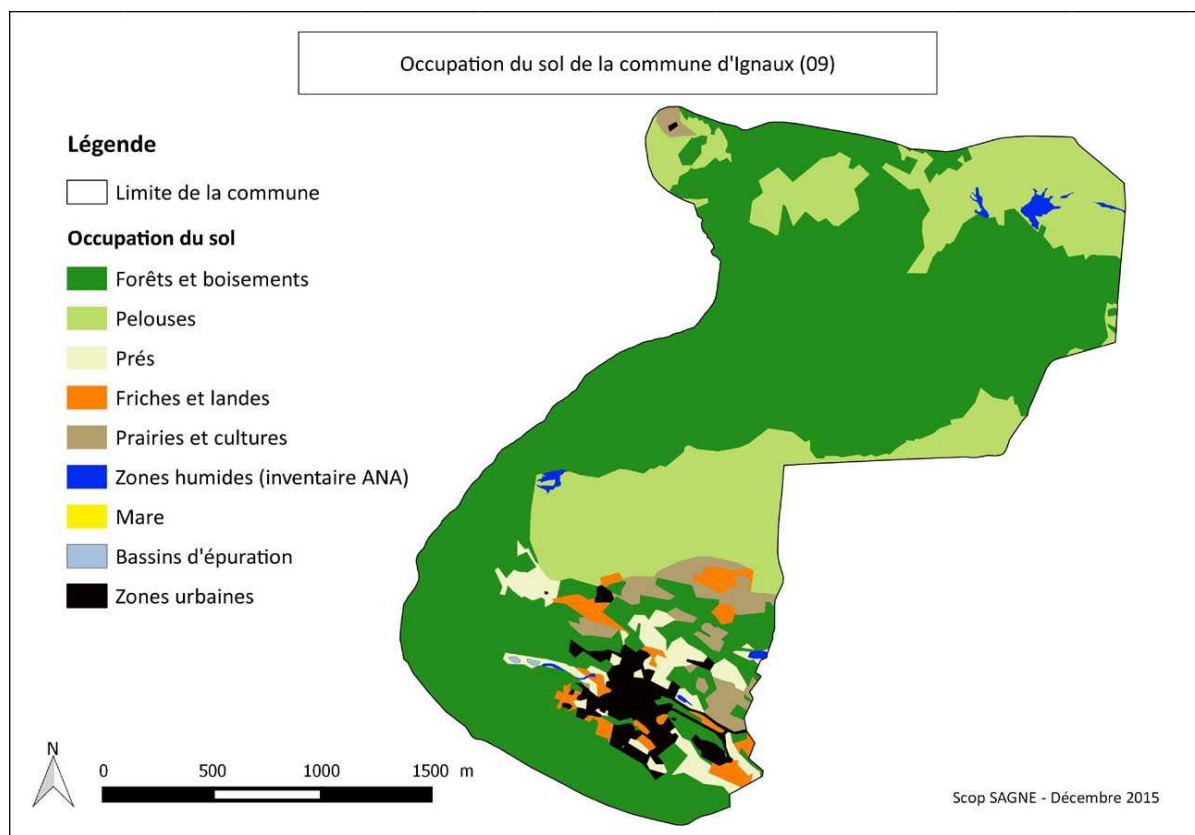 Occupation du sol de la commune d'Ignaux (09)
Légende
Limite de la commune
Occupation du sol
Forêts et boisements
Pelouses
Prés
Friches et landes
Prairies et cultures
Zones humides (inventaire ANA)
Mare
Bassins d'épuration
Zones urbaines
N
0 500 1000 1500 m
Scop SAGNE - Décembre 2015